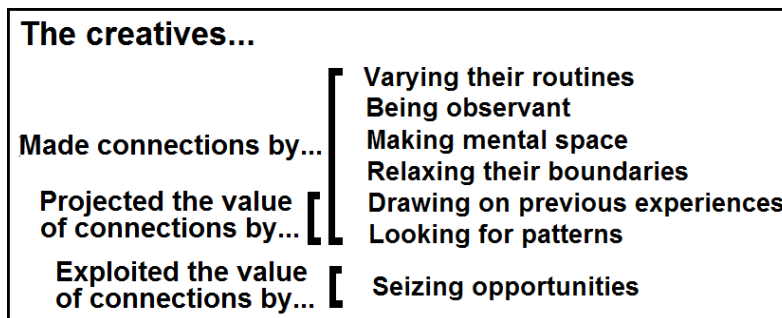 The creatives...
Varying their routines
Being observant
Made connections by...
Making mental space
Relaxing their boundaries
Projected the value
of connections by...
Drawing on previous experiences
Looking for patterns
Exploited the value
of connections by...
Seizing opportunities